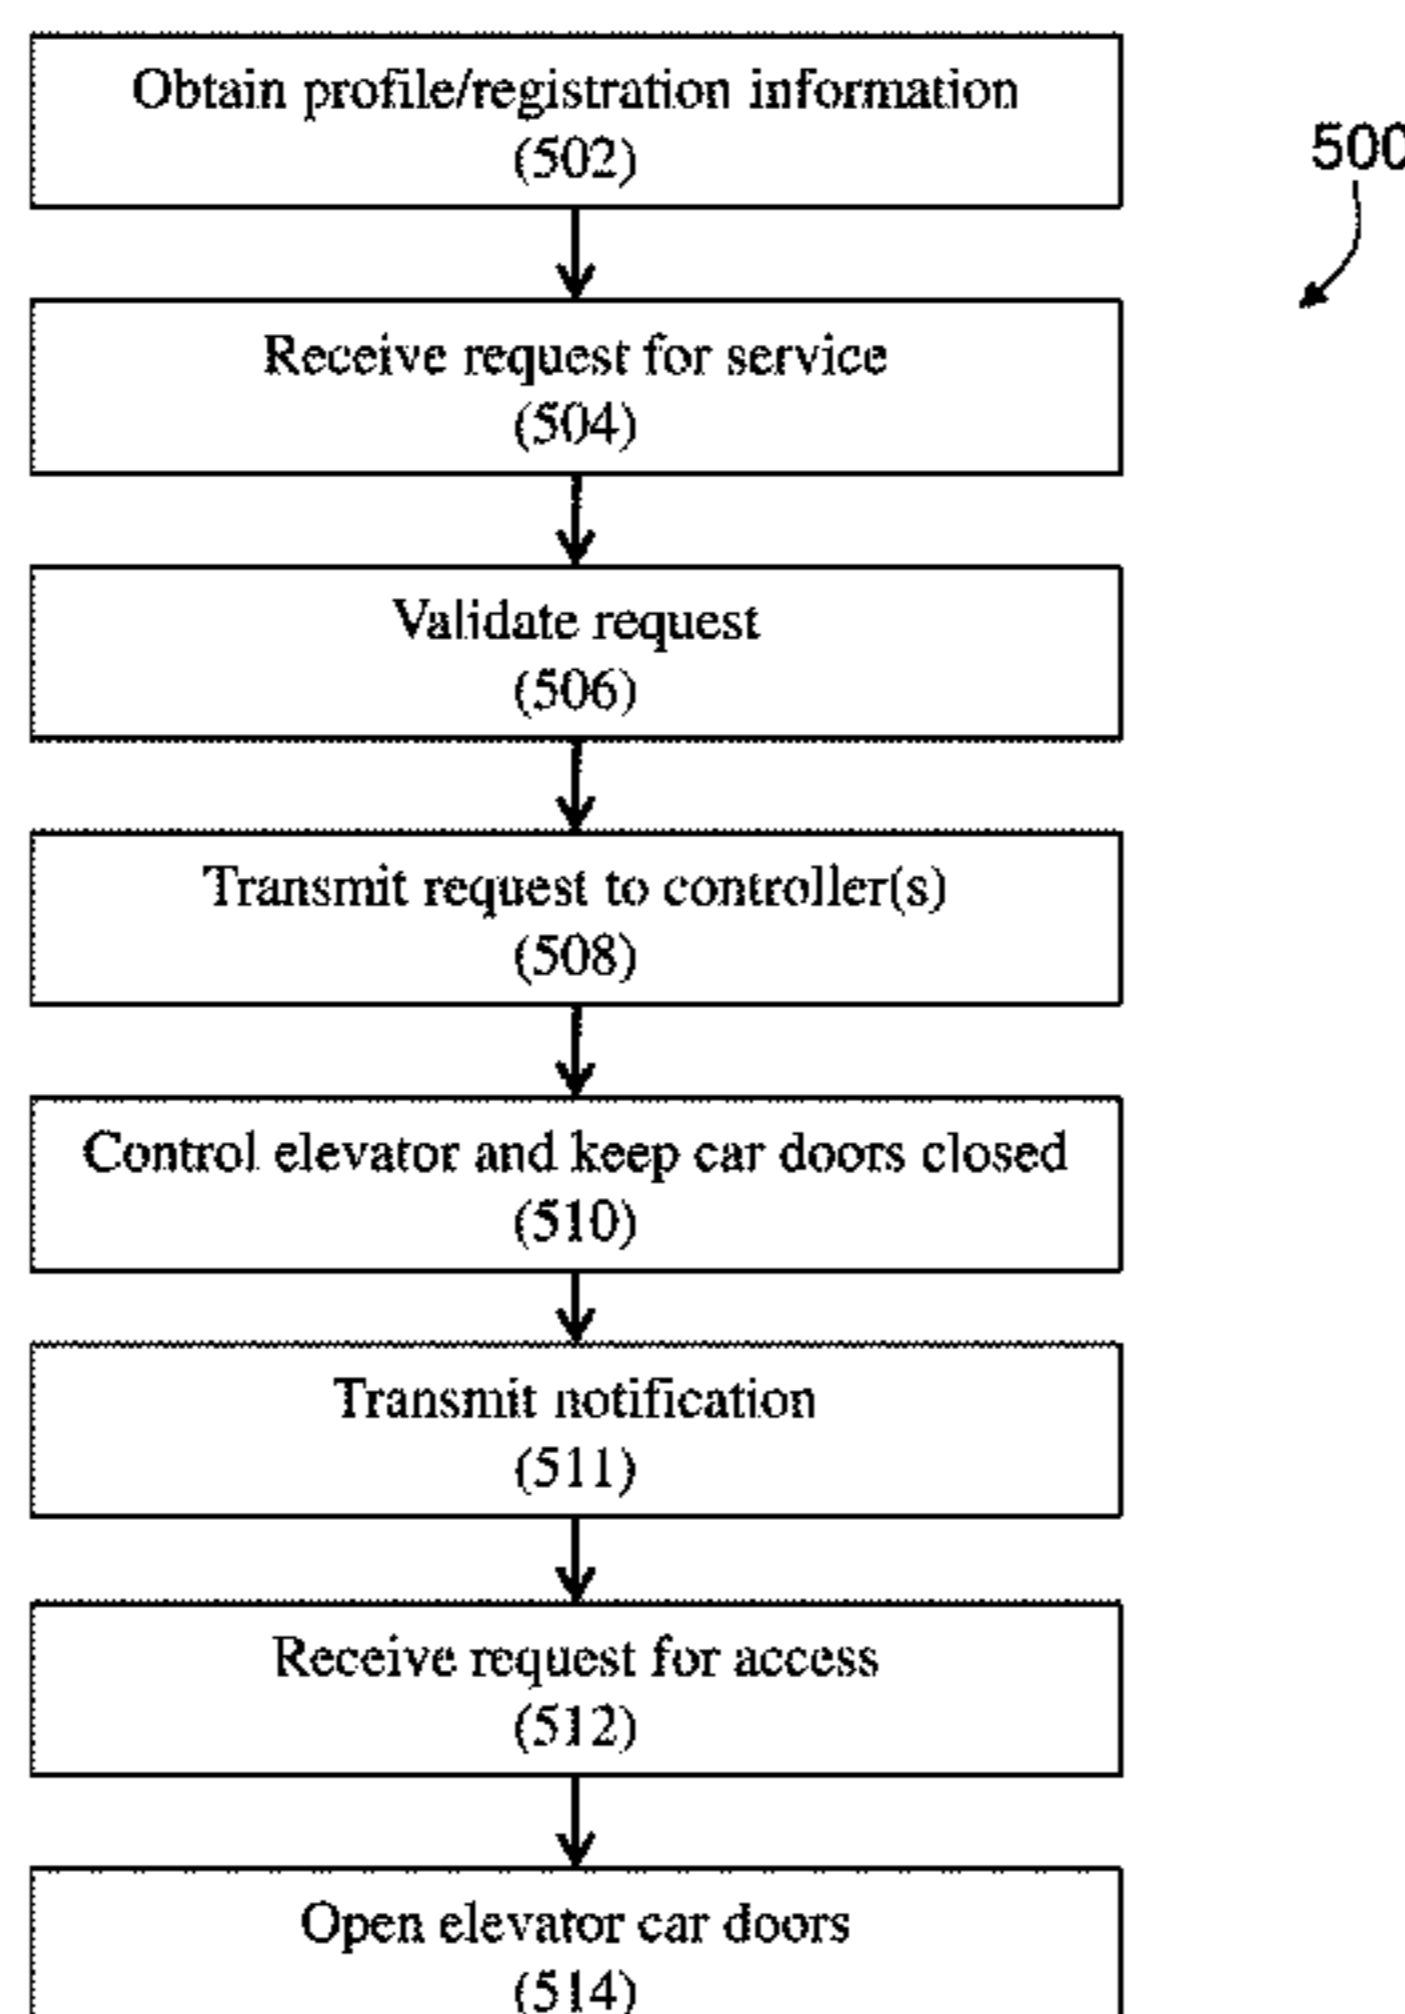 Obtain profile/registration information
(502)
500
Receive request for service
(504)
Validate request
(506)
Transmit request to controller(s)
(508)
Control elevator and keep car doors closed
(510)
Transmit notification
(511)
Receive request for access
(512)
Open elevator car doors
(514)